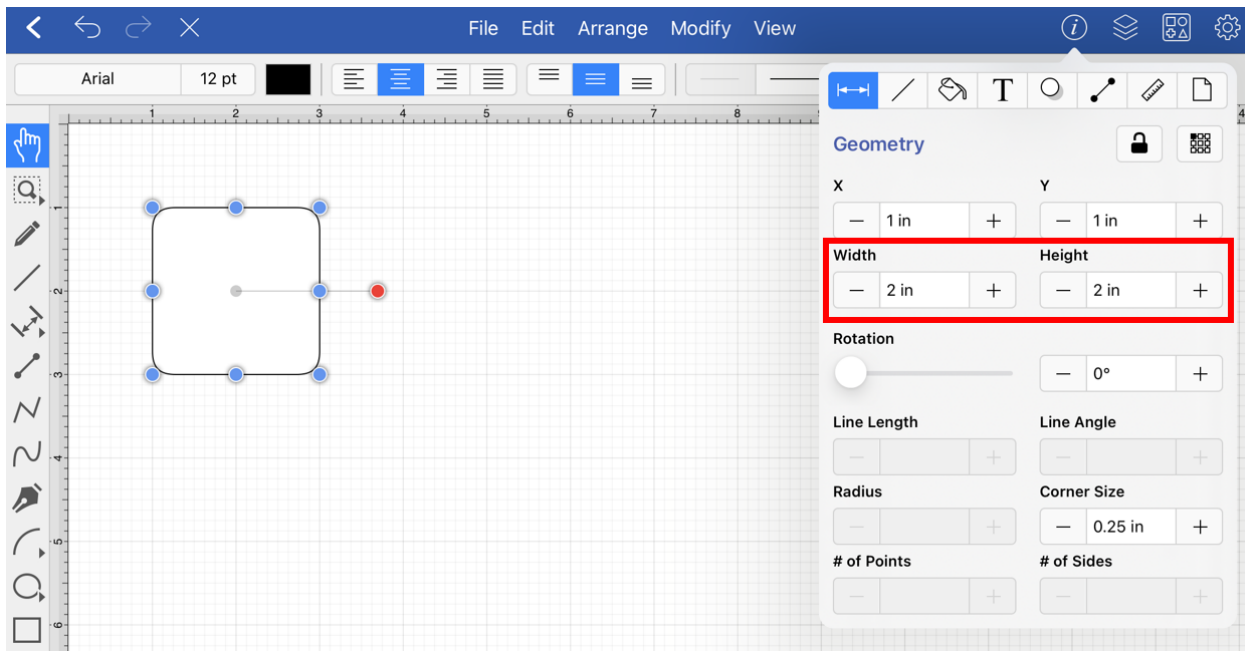 File Edit Arrange Modify View
Arial 12 pt
1 2 3 4 5 6 7 8
Geometry
X Y
1 in 1 in
Width Height
2 in 2 in
Rotation
0°
Line Length Line Angle
Radius Corner Size
0.25 in
# of Points # of Sides
1
2
3
4
5
6